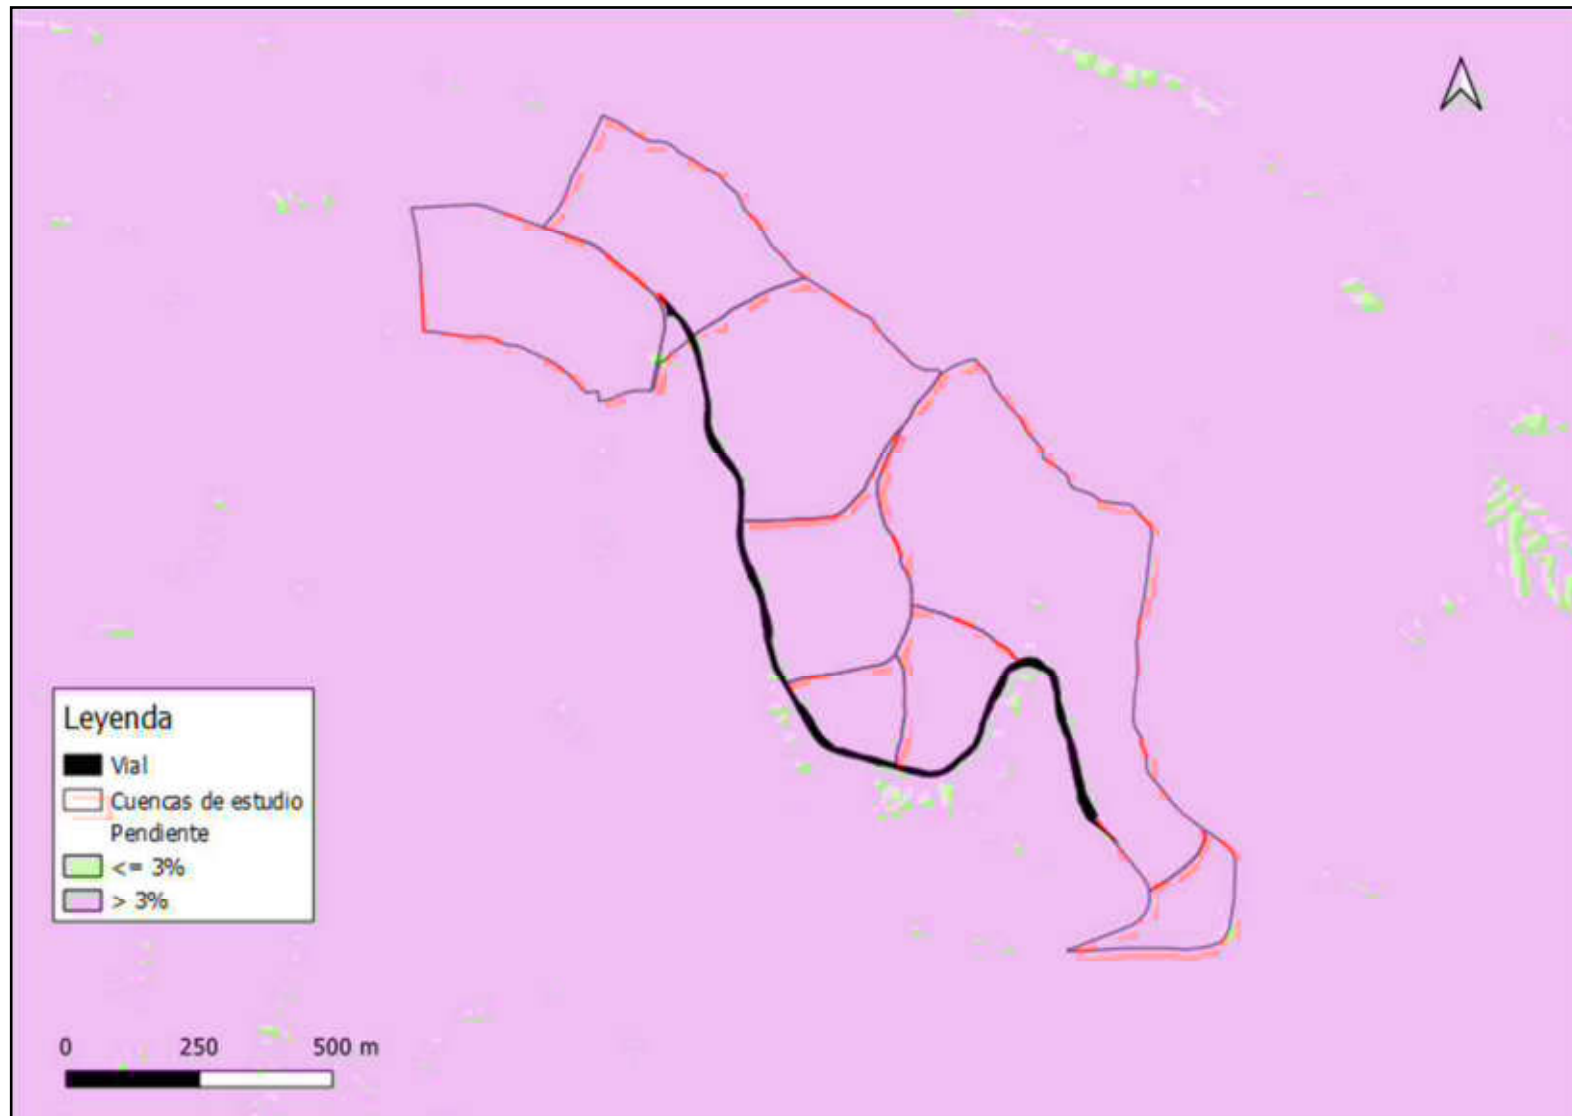 Leyenda
Vial
Cuencas de estudio
Pendiente
<= 3%
> 3%
0 250 500 m